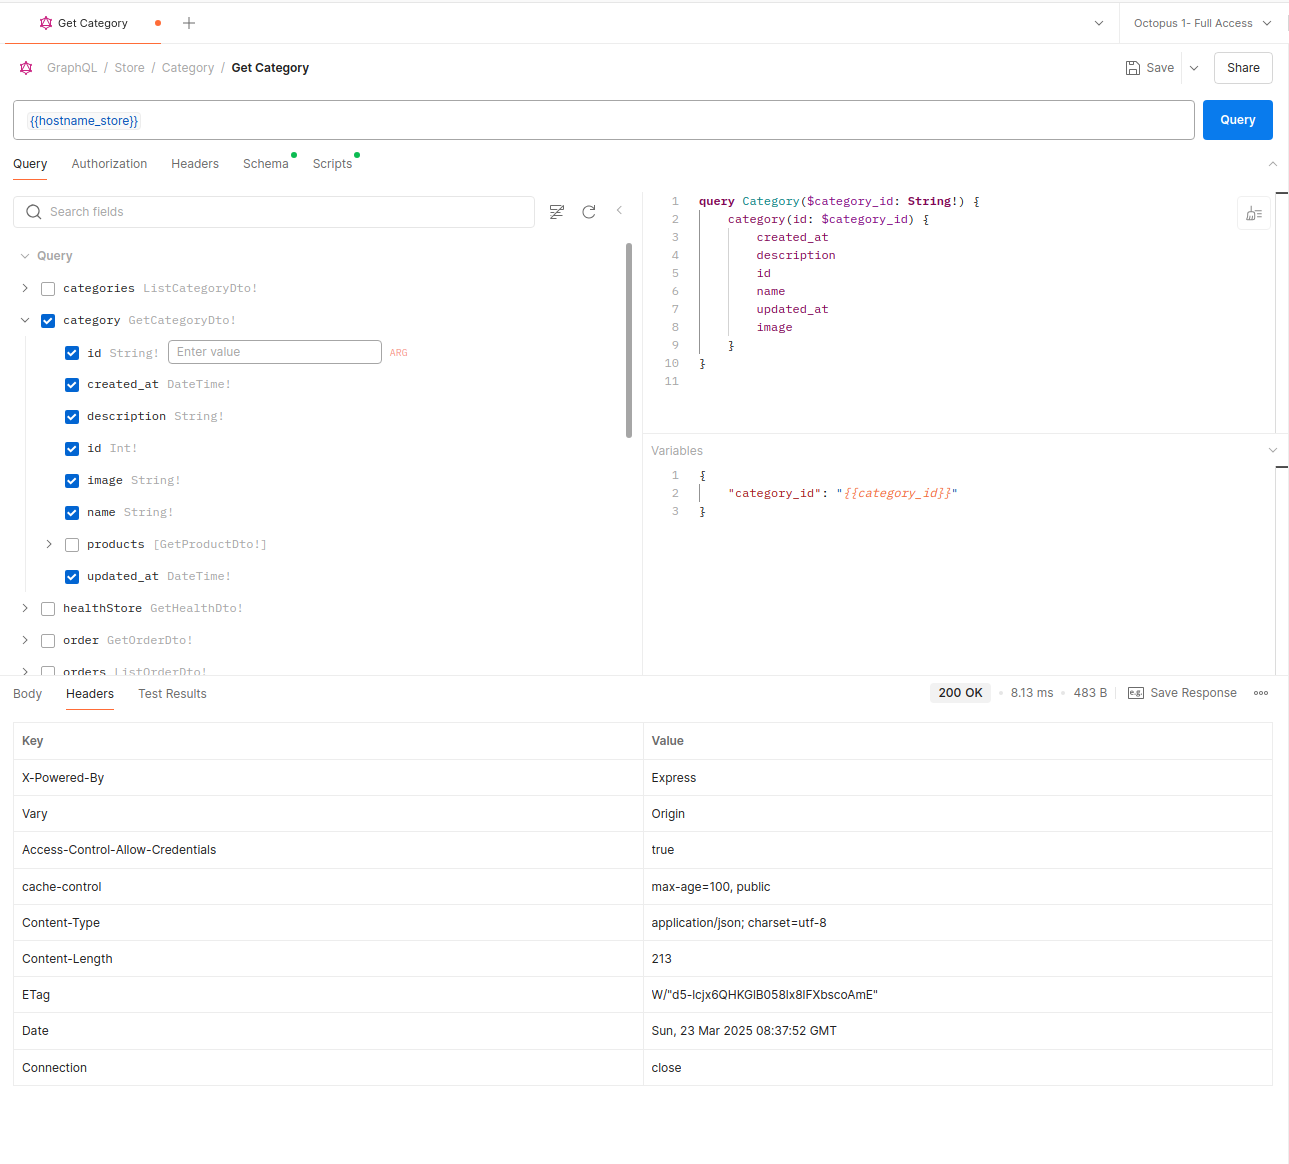 Get Category
Octopus 1- Full Access
GraphQL / Store / Category / Get Category
Save
Share
{{hostname_store}}
Query
Query Authorization Headers Schema Scripts
Search fields
Query
categories ListCategoryDto!
category GetCategoryDto!
id String! Enter value ARG
created_at DateTime!
description String!
id Int!
image String!
name String!
products [GetProductDto!]
updated_at DateTime!
healthStore GetHealthDto!
order GetOrderDto!
orders ListOrderDto!
1 query Category($category_id: String!) {
2 category(id: $category_id) {
3 created_at
4 description
5 id
6 name
7 updated_at
8 image
9 }
10 }
11
Variables
1 {
2 "category_id": "{{category_id}}"
3 }
Body Headers Test Results
200 OK 8.13 ms 483 B e.g. Save Response
Key Value
X-Powered-By Express
Vary Origin
Access-Control-Allow-Credentials true
cache-control max-age=100, public
Content-Type application/json; charset=utf-8
Content-Length 213
ETag
Date Sun, 23 Mar 2025 08:37:52 GMT
Connection close